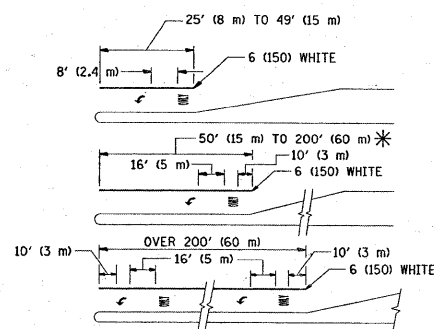 25' (8 m) TO 49' (15 m)
8' (2.4 m)
6 (150) WHITE
50' (15 m) TO 200' (60 m) ✳
16' (5 m)
10' (3 m)
6 (150) WHITE
OVER 200' (60 m)
10' (3 m)
16' (5 m)
10' (3 m)
6 (150) WHITE